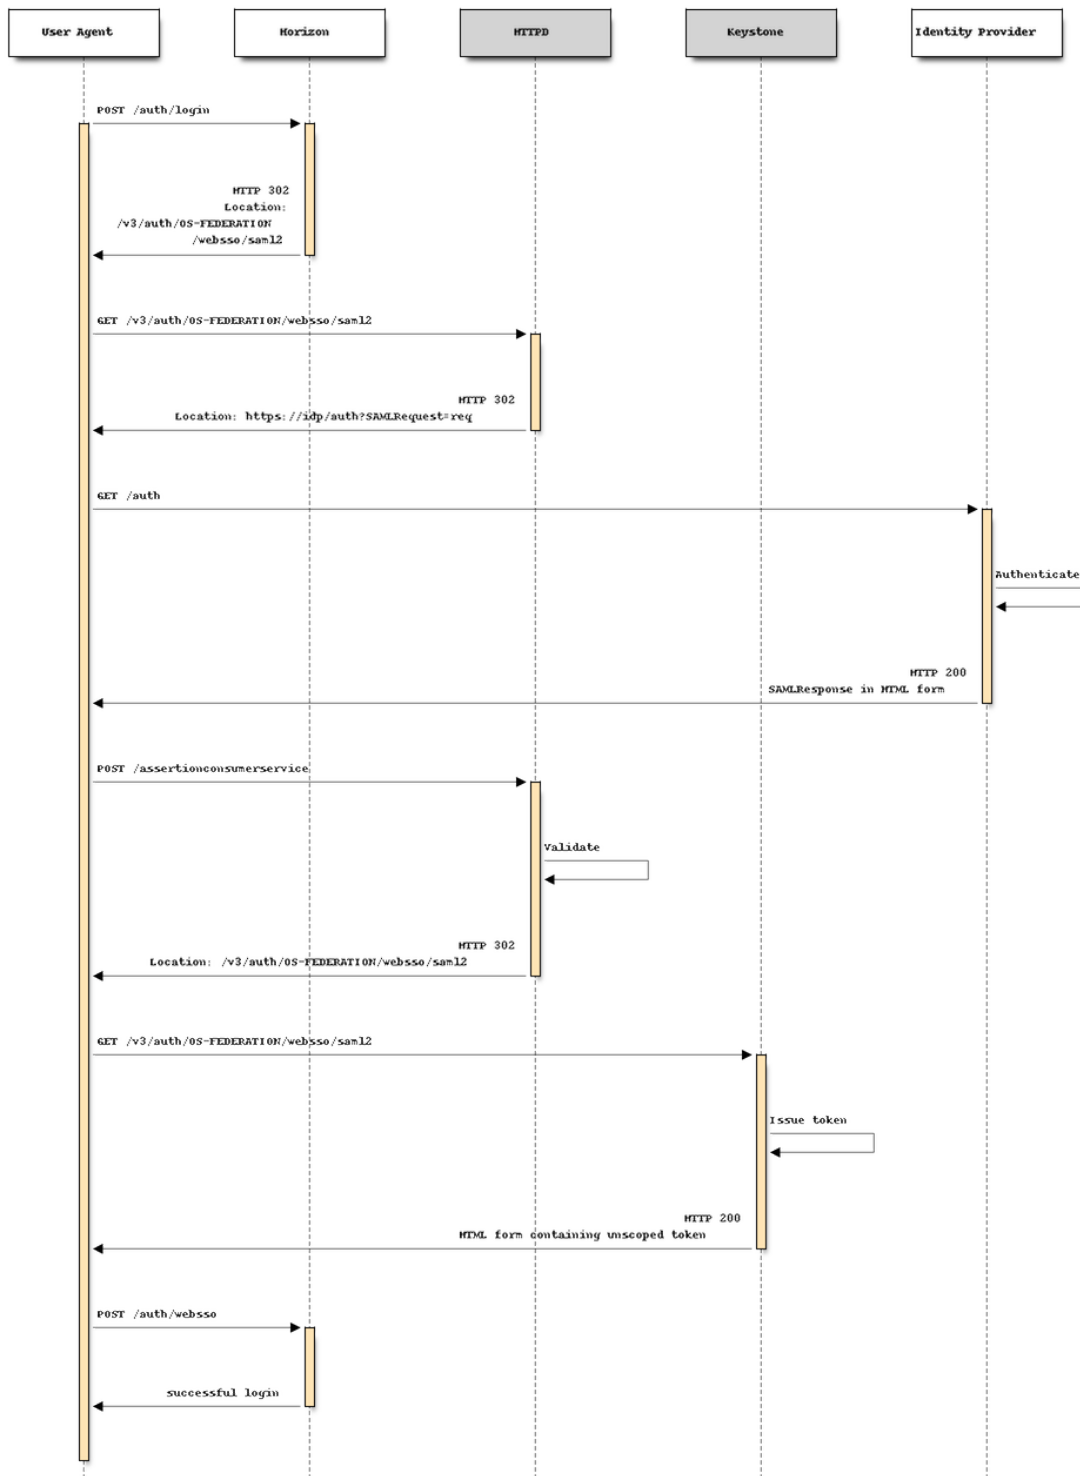 User Agent
Horizon
HTTPD
Keystone
Identity Provider
POST /auth/login
HTTP 302
Location:
/v3/auth/OS-FEDERATION
/websso/saml2
GET /v3/auth/OS-FEDERATION/websso/saml2
HTTP 302
Location: https://idp/auth?SAMLRequest=req
GET /auth
Authenticate
HTTP 200
SAMLResponse in HTML form
POST /assertionconsumerservice
Validate
HTTP 302
Location: /v3/auth/OS-FEDERATION/websso/saml2
GET /v3/auth/OS-FEDERATION/websso/saml2
Issue token
HTTP 200
HTML form containing unscoped token
POST /auth/websso
successful login